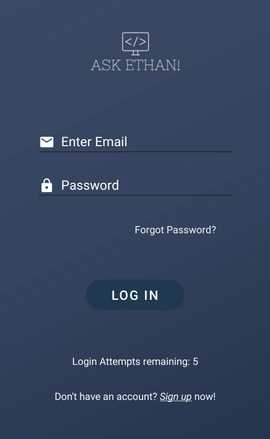 </>
ASK ETHAN!
Enter Email
Password
Forgot Password?
LOG IN
Login Attempts remaining: 5
Don't have an account? Sign up now!